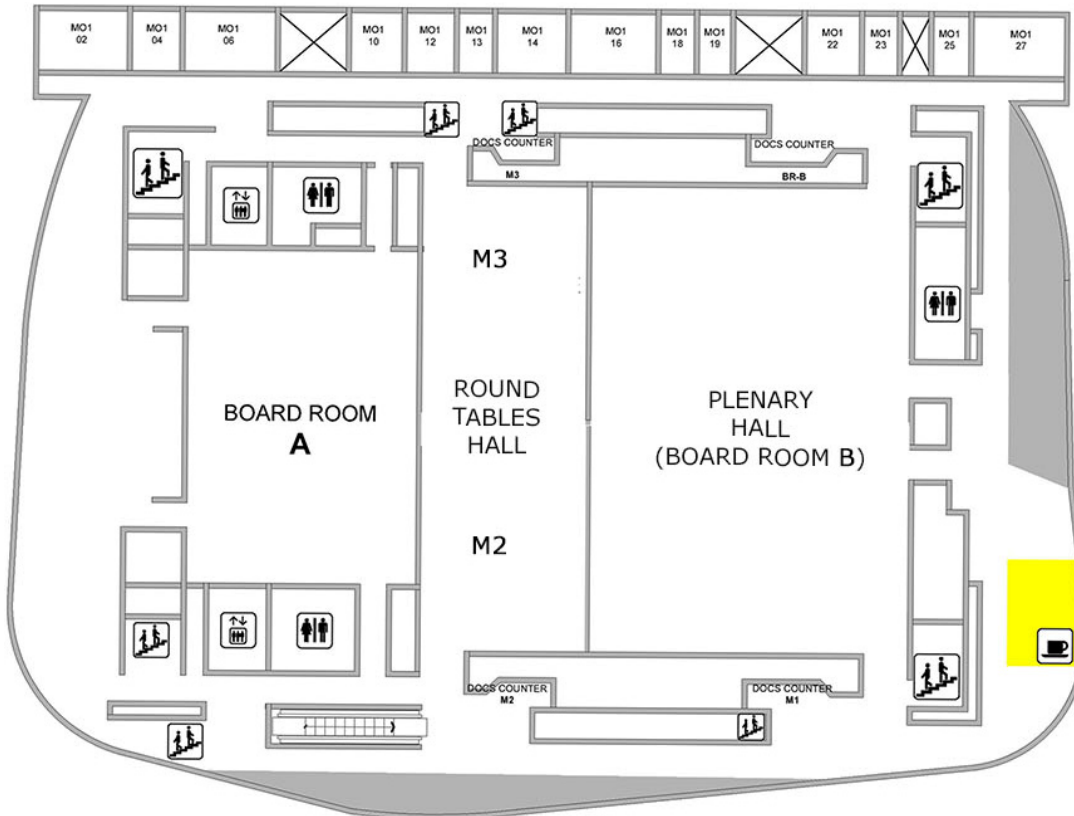 MO1
02
MO1
04
MO1
06
MO1
10
MO1
12
MO1
13
MO1
14
MO1
16
MO1
18
MO1
19
MO1
22
MO1
23
MO1
25
MO1
27
DOCS COUNTER
M3
DOCS COUNTER
BR-B
M3
BOARD ROOM
A
ROUND
TABLES
HALL
PLENARY
HALL
(BOARD ROOM B)
M2
DOCS COUNTER
M2
DOCS COUNTER
M1